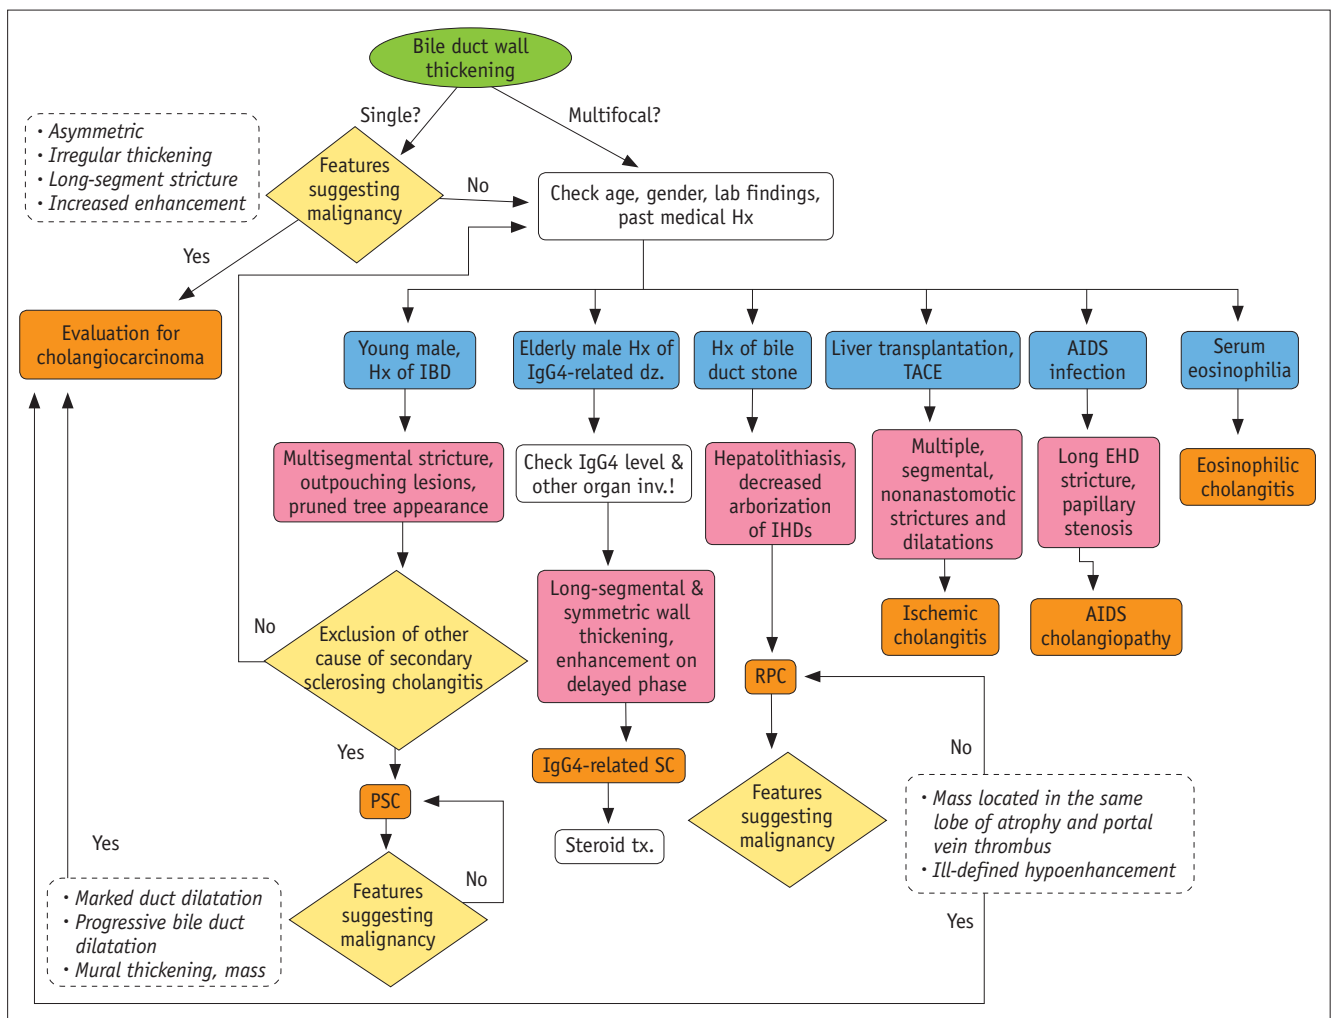 Bile duct wall
thickening
Single?
Multifocal?
• Asymmetric
• Irregular thickening
• Long-segment stricture
• Increased enhancement
Features
suggesting
malignancy
No
Check age, gender, lab findings,
past medical Hx
Yes
Evaluation for
cholangiocarcinoma
Young male,
Hx of IBD
Elderly male Hx of
IgG4-related dz.
Hx of bile
duct stone
Liver transplantation,
TACE
AIDS
infection
Serum
eosinophilia
Multisegmental stricture,
outpouching lesions,
pruned tree appearance
Check IgG4 level &
other organ inv.!
Hepatolithiasis,
decreased
arborization
of IHDs
Multiple,
segmental,
nonanastomotic
strictures and
dilatations
Long EHD
stricture,
papillary
stenosis
Eosinophilic
cholangitis
No
Exclusion of other
cause of secondary
sclerosing cholangitis
Long-segmental &
symmetric wall
thickening,
enhancement on
delayed phase
Ischemic
cholangitis
AIDS
cholangiopathy
RPC
Yes
IgG4-related SC
No
PSC
Steroid tx.
Features
suggesting
malignancy
• Mass located in the same
lobe of atrophy and portal
vein thrombus
• Ill-defined hypoenhancement
Yes
Yes
• Marked duct dilatation
• Progressive bile duct
dilatation
• Mural thickening, mass
Features
suggesting
malignancy
No